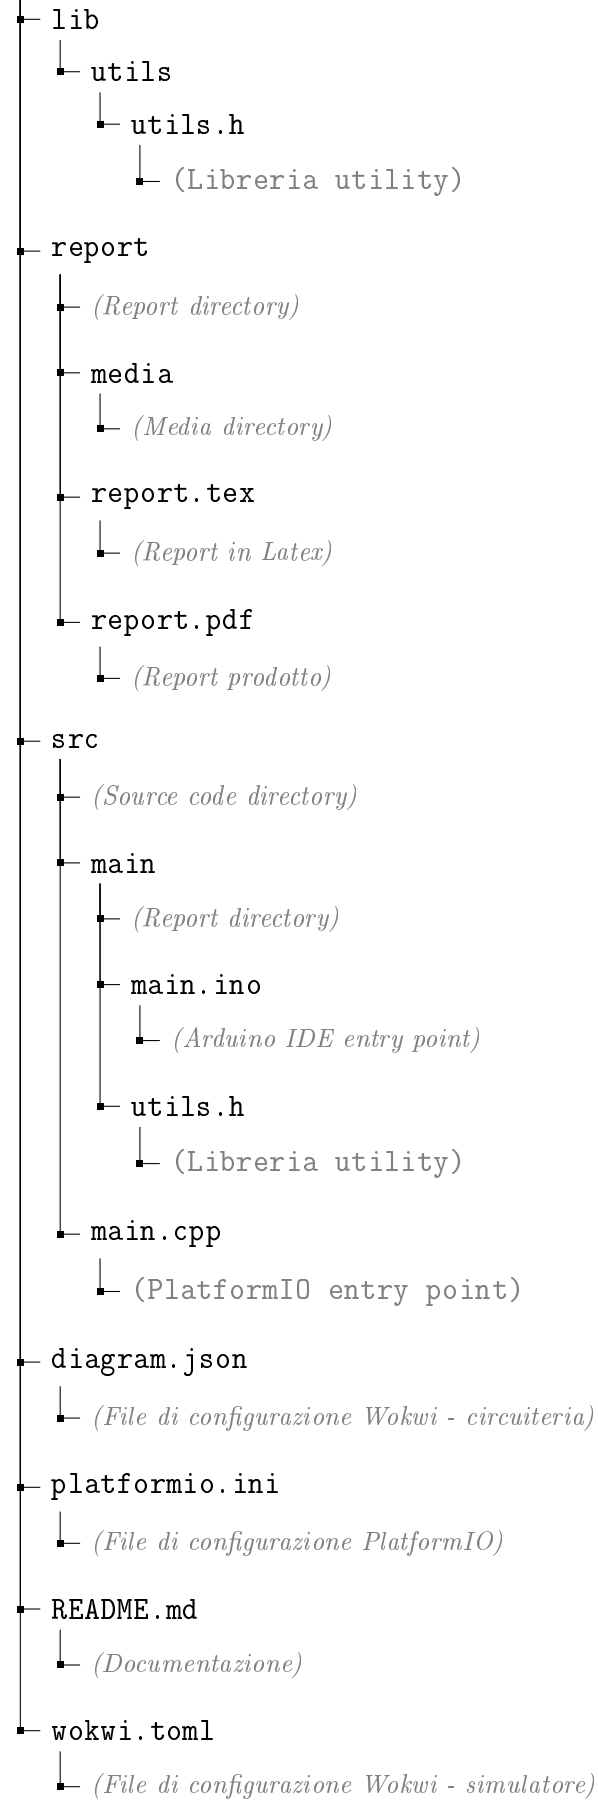 lib
utils
utils.h
(Libreria utility)
report
(Report directory)
media
(Media directory)
report.tex
(Report in Latex)
report.pdf
(Report prodotto)
src
(Source code directory)
main
(Report directory)
main.ino
(Arduino IDE entry point)
utils.h
(Libreria utility)
main.cpp
(PlatformIO entry point)
diagram.json
(File di configurazione Wokwi - circuiteria)
platformio.ini
(File di configurazione PlatformIO)
README.md
(Documentazione)
wokwi.toml
(File di configurazione Wokwi - simulatore)